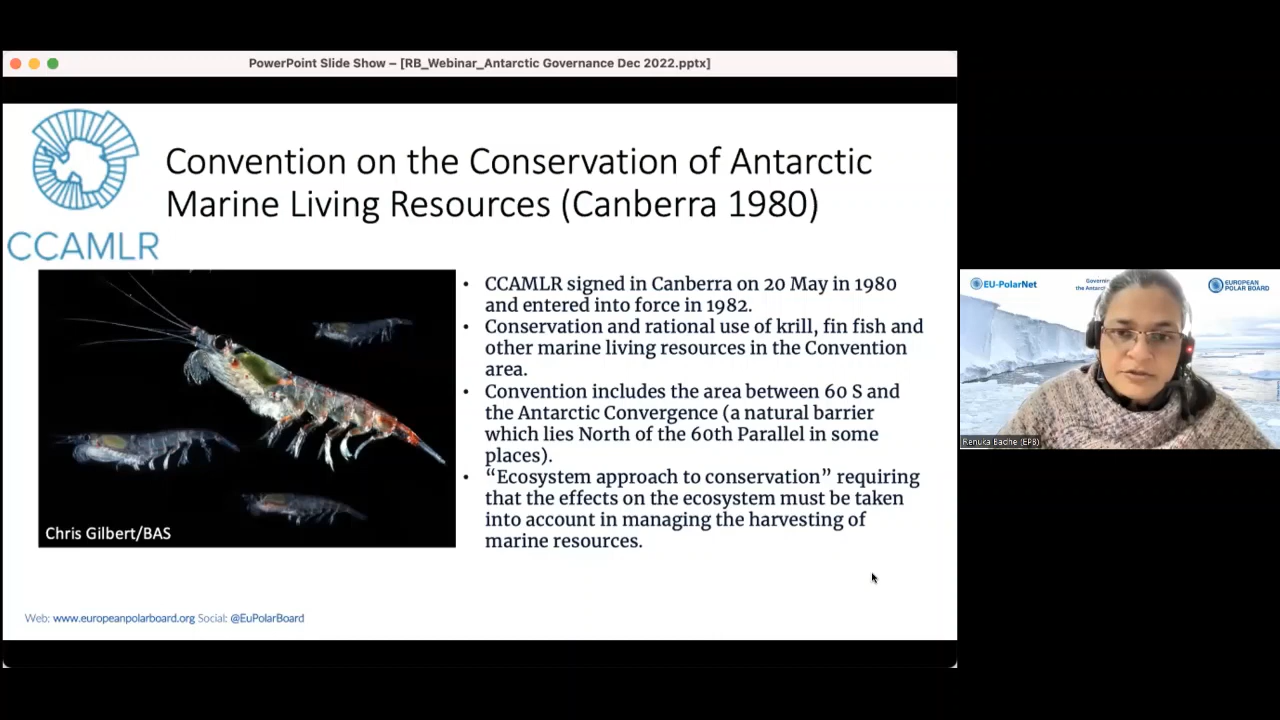 PowerPoint Slide Show – [RB_Webinar_Antarctic Governance Dec 2022.pptx]
CCAMLR
Convention on the Conservation of Antarctic
Marine Living Resources (Canberra 1980)
• CCAMLR signed in Canberra on 20 May in 1980
and entered into force in 1982.
• Conservation and rational use of krill, fin fish and
other marine living resources in the Convention
area.
• Convention includes the area between 60 S and
the Antarctic Convergence (a natural barrier
which lies North of the 60th Parallel in some
places).
• “Ecosystem approach to conservation” requiring
that the effects on the ecosystem must be taken
into account in managing the harvesting of
marine resources.
Chris Gilbert/BAS
Web: www.europeanpolarboard.org Social: @EuPolarBoard
EU-PolarNet
Governi
the Antarc
EUROPEAN
POLAR BOARD
Renuka Badhe (EPB)